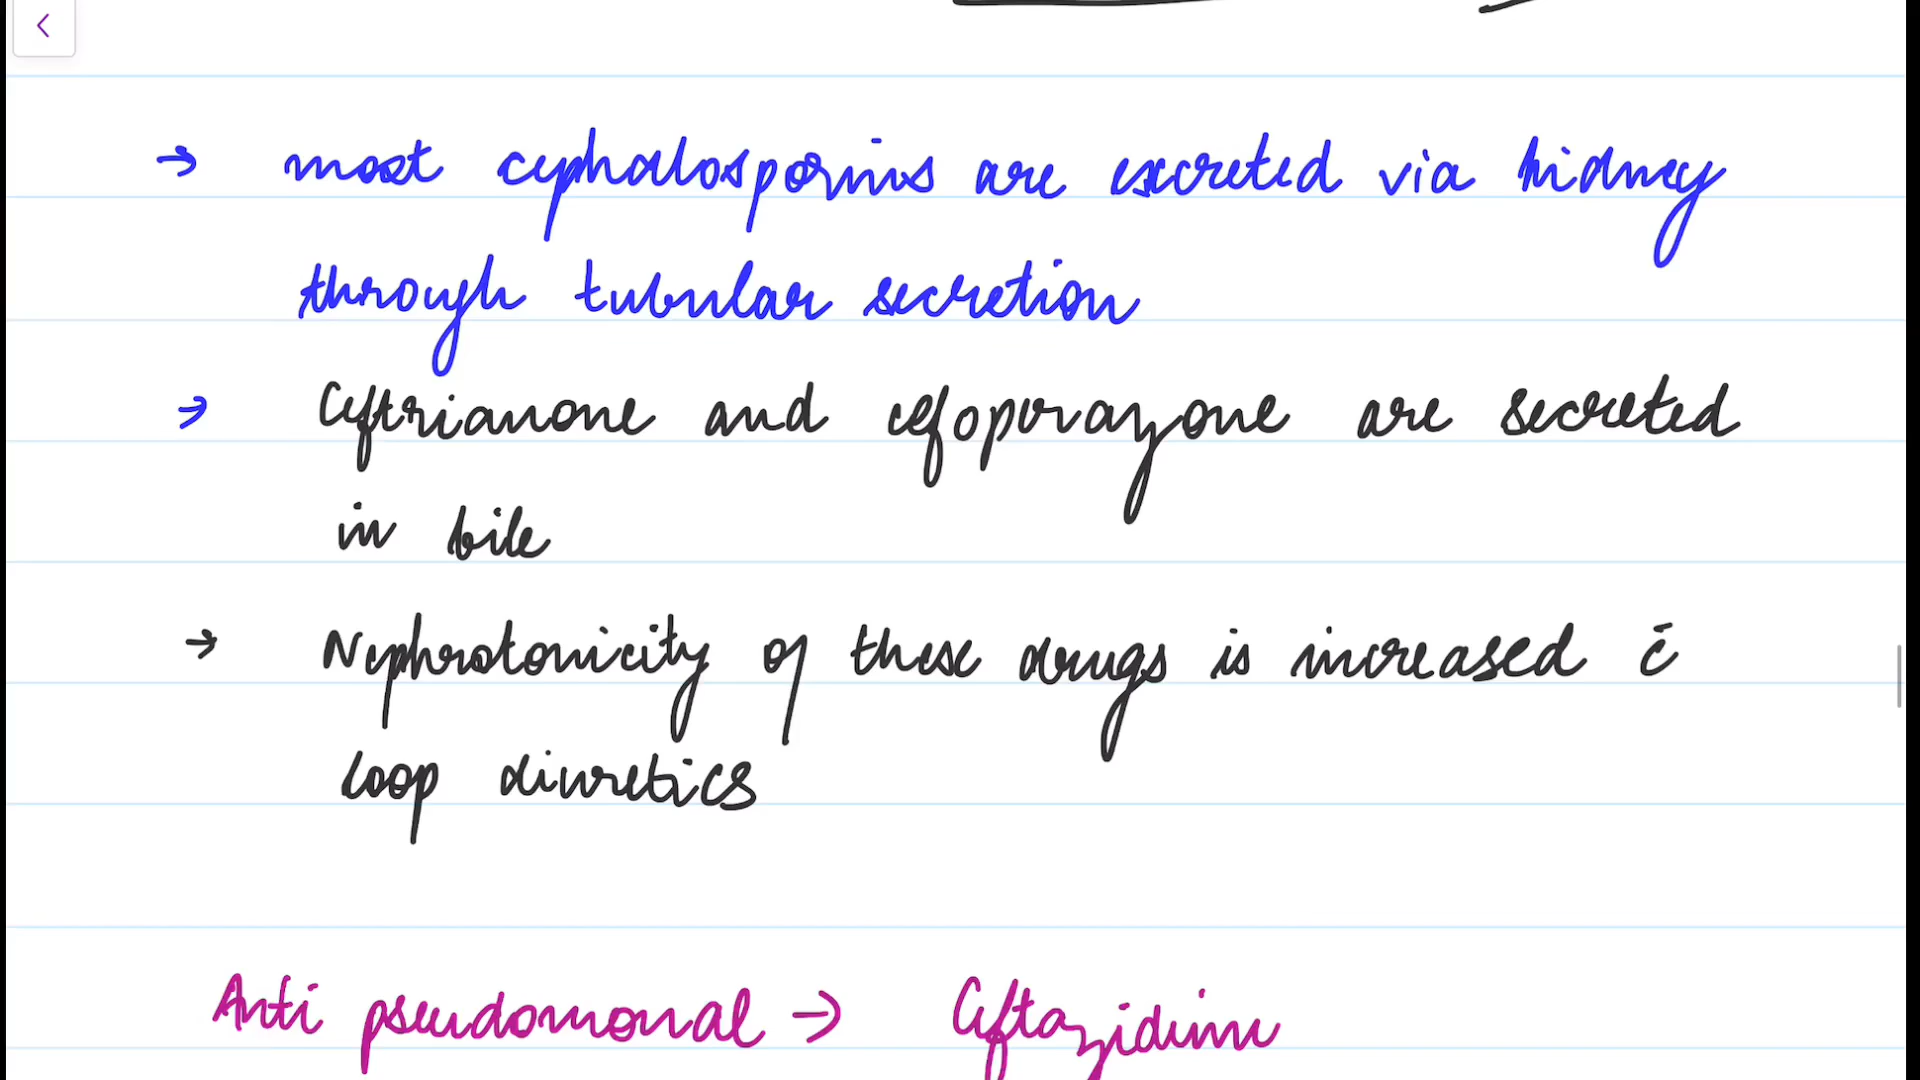 → most cephalosporins are excreted via kidney
through tubular secretion
→ Ceftriaxone and cefoperazone are secreted
in bile
→ Nephrotoxicity of these drugs is increased c̄
loop diuretics
Anti pseudomonal → Ceftazidime